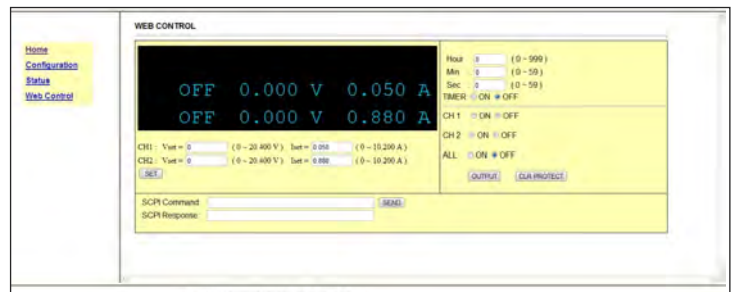 WEB CONTROL
Home
Configuration
Status
Web Control
OFF 0.000 V 0.050 A
OFF 0.000 V 0.880 A
CH1 : Vset = 0 ( 0 ~ 20.400 V ) Iset = 0.050 ( 0 ~ 10.200 A )
CH2 : Vset = 0 ( 0 ~ 20.400 V ) Iset = 0.880 ( 0 ~ 10.200 A )
SET
Hour : 0 ( 0 ~ 999 )
Min : 0 ( 0 ~ 59 )
Sec : 0 ( 0 ~ 59 )
TIMER ON OFF
CH 1 ON OFF
CH 2 ON OFF
ALL ON OFF
OUTPUT CLR PROTECT
SCPI Command: SEND
SCPI Response: